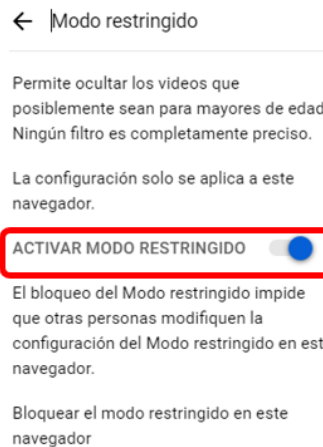 Modo restringido
Permite ocultar los videos que
posiblemente sean para mayores de edad
Ningún filtro es completamente preciso.
La configuración solo se aplica a este
navegador.
ACTIVAR MODO RESTRINGIDO
El bloqueo del Modo restringido impide
que otras personas modifiquen la
configuración del Modo restringido en est
navegador.
Bloquear el modo restringido en este
navegador